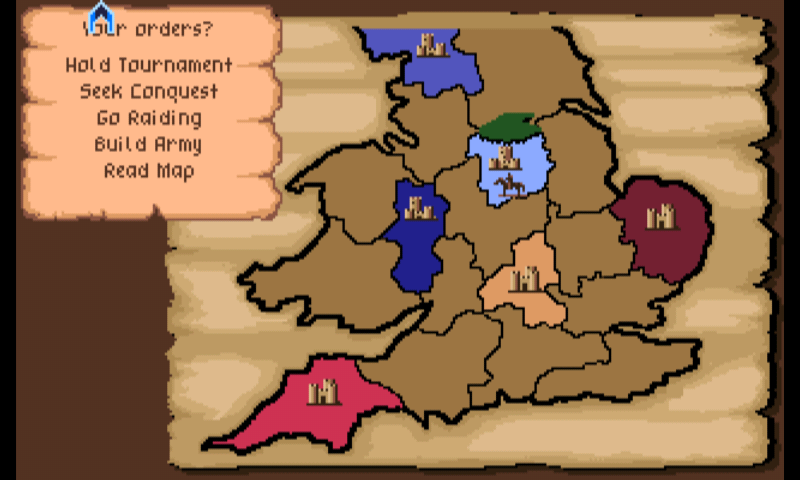 Your orders?
Hold Tournament
Seek Conquest
Go Raiding
Build Army
Read Map